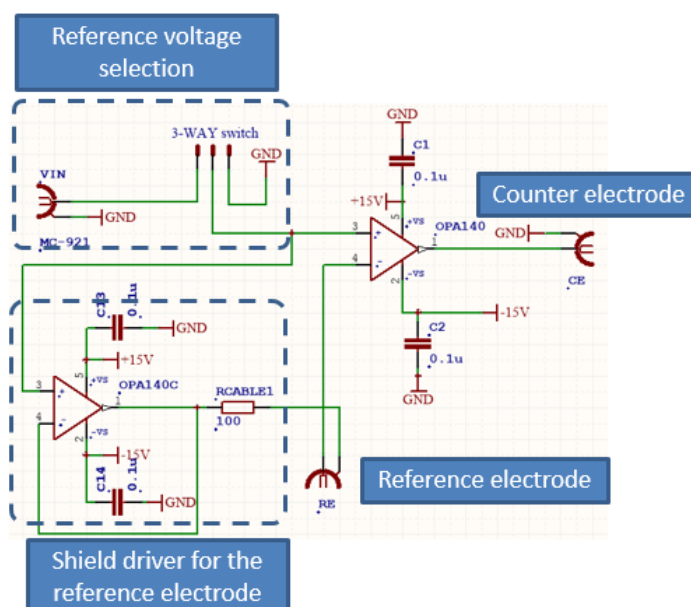 Reference voltage
selection
3-WAY switch
GND
VIN
GND
MC-921
GND
C1
0.1u
+15V
Counter electrode
OPA140
5
+VS
3
+
1
4
-
-VS
2
GND
CE
-15V
C2
0.1u
GND
C13
0.1u
GND
+15V
5
+VS
OPA140C
3
+
1
4
-
-VS
2
RCABLE1
100
-15V
C14
0.1u
GND
RE
Reference electrode
Shield driver for the
reference electrode